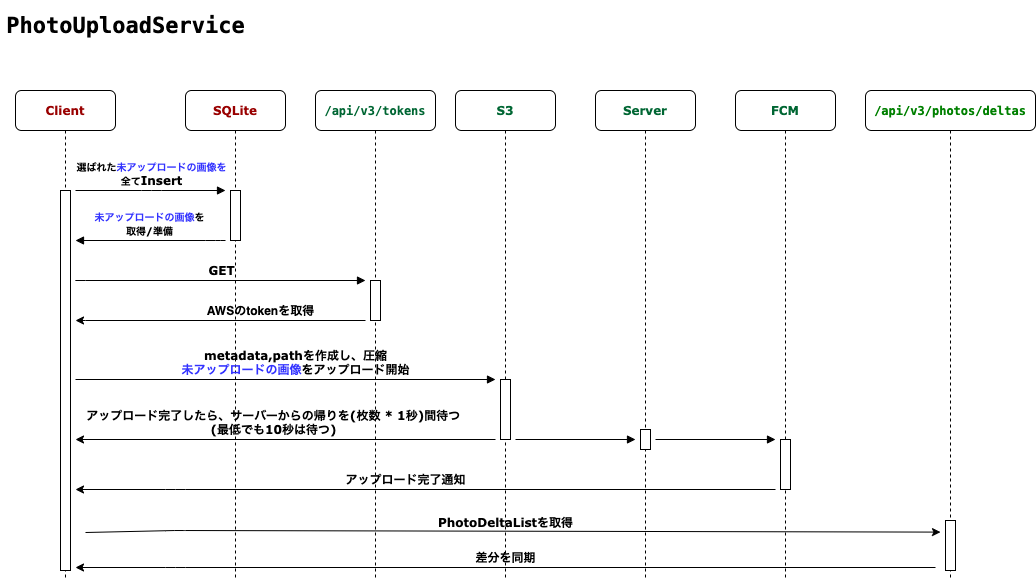 PhotoUploadService
Client
SQLite
/api/v3/tokens
S3
Server
FCM
/api/v3/photos/deltas
選ばれた未アップロードの画像を
全てInsert
未アップロードの画像を
取得/準備
GET
AWSのtokenを取得
metadata,pathを作成し、圧縮
未アップロードの画像をアップロード開始
アップロード完了したら、サーバーからの帰りを(枚数 * 1秒)間待つ
(最低でも10秒は待つ)
アップロード完了通知
PhotoDeltaListを取得
差分を同期